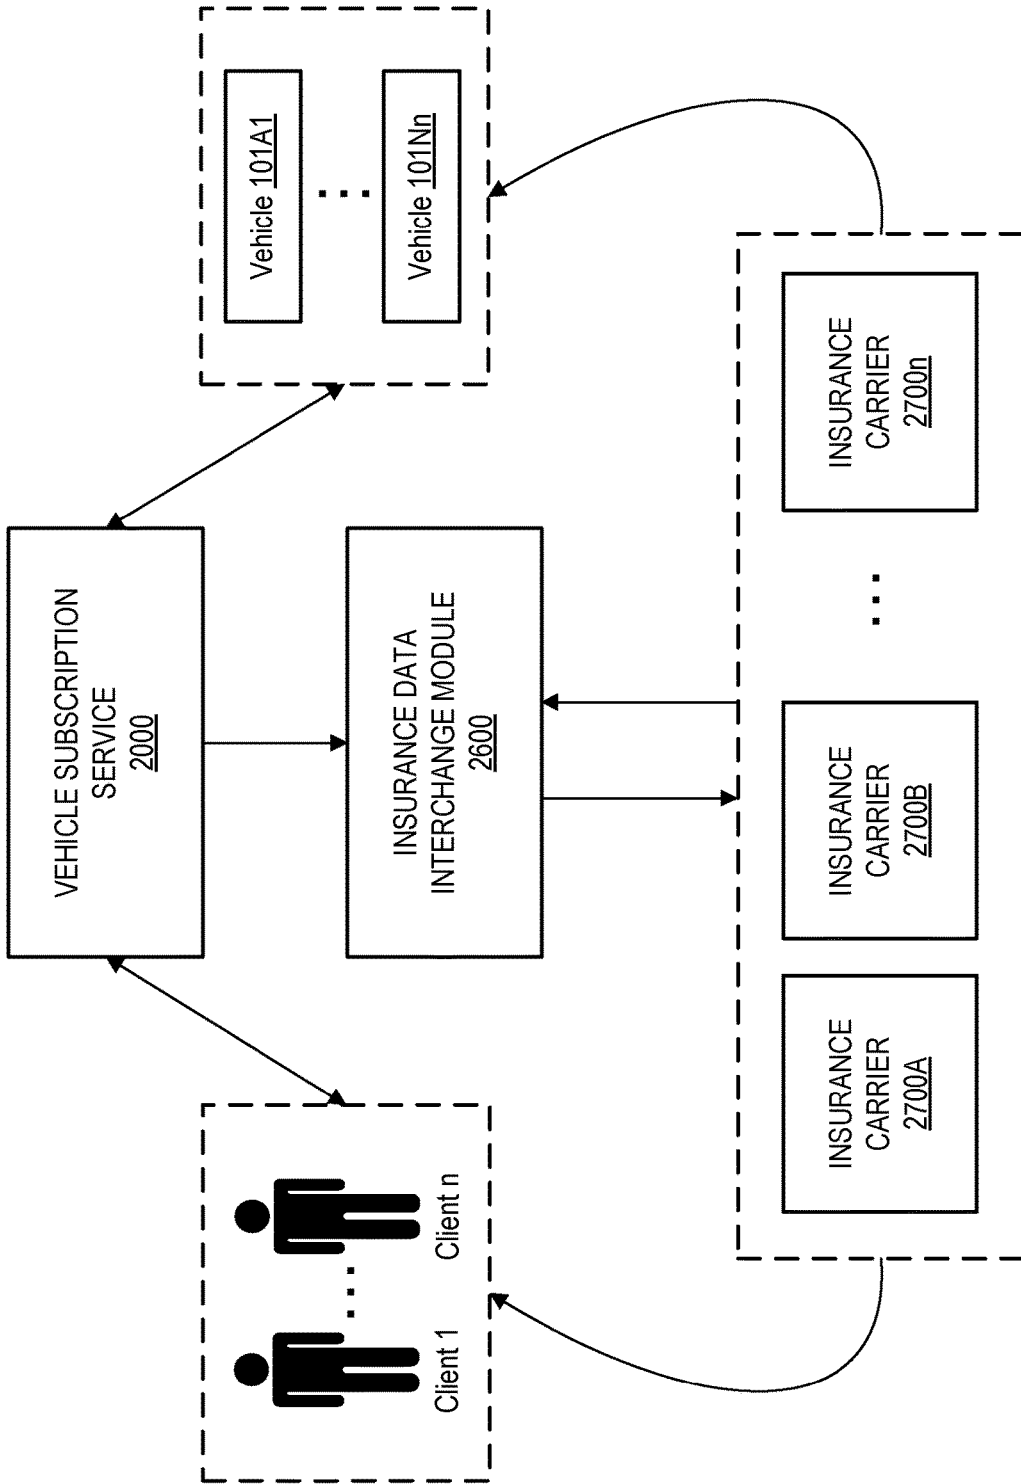 VEHICLE SUBSCRIPTION
SERVICE
2000
INSURANCE DATA
INTERCHANGE MODULE
2600
Client 1
Client n
Vehicle 101A1
Vehicle 101Nn
INSURANCE
CARRIER
2700A
INSURANCE
CARRIER
2700B
INSURANCE
CARRIER
2700n